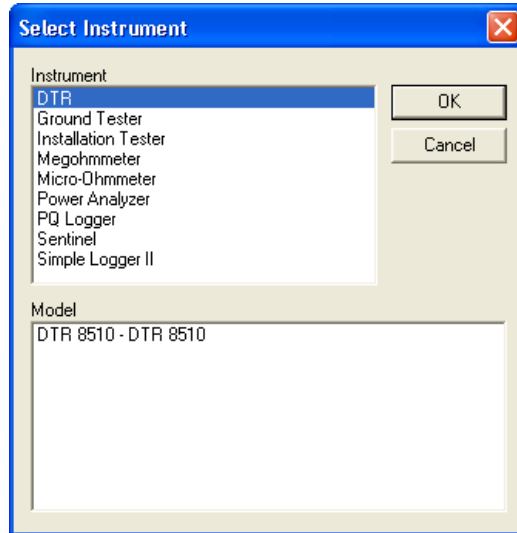 Select Instrument
Instrument
DTR
Ground Tester
Installation Tester
Megohmmeter
Micro-Ohmmeter
Power Analyzer
PQ Logger
Sentinel
Simple Logger II
OK
Cancel
Model
DTR 8510 - DTR 8510